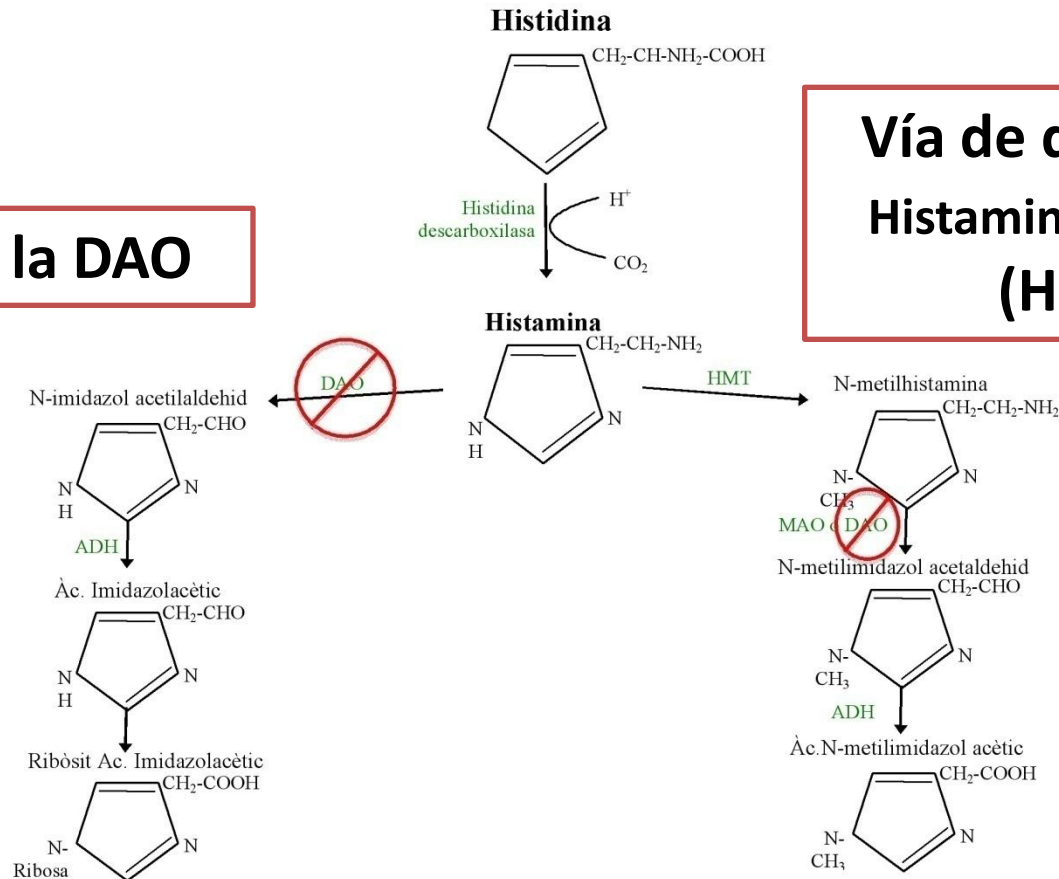 Histidina
CH₂-CH-NH₂-COOH
Vía de
Histidina
descarboxilasa
H⁺
CO₂
la DAO
(H
Histamina
CH₂-CH₂-NH₂
N
H
N
DAO
HMT
N-imidazol acetilaldehid
CH₂-CHO
N
H
N
ADH
Àc. Imidazolacètic
CH₂-CHO
N
H
N
Ribòsit Ac. Imidazolacètic
CH₂-COOH
N-
Ribosa
N
N-metilhistamina
CH₂-CH₂-NH₂
N-
CH₃
N
MAO
DAO
N-metilimidazol acetaldehid
CH₂-CHO
N-
CH₃
N
ADH
Àc.N-metilimidazol acètic
CH₂-COOH
N-
CH₃
N